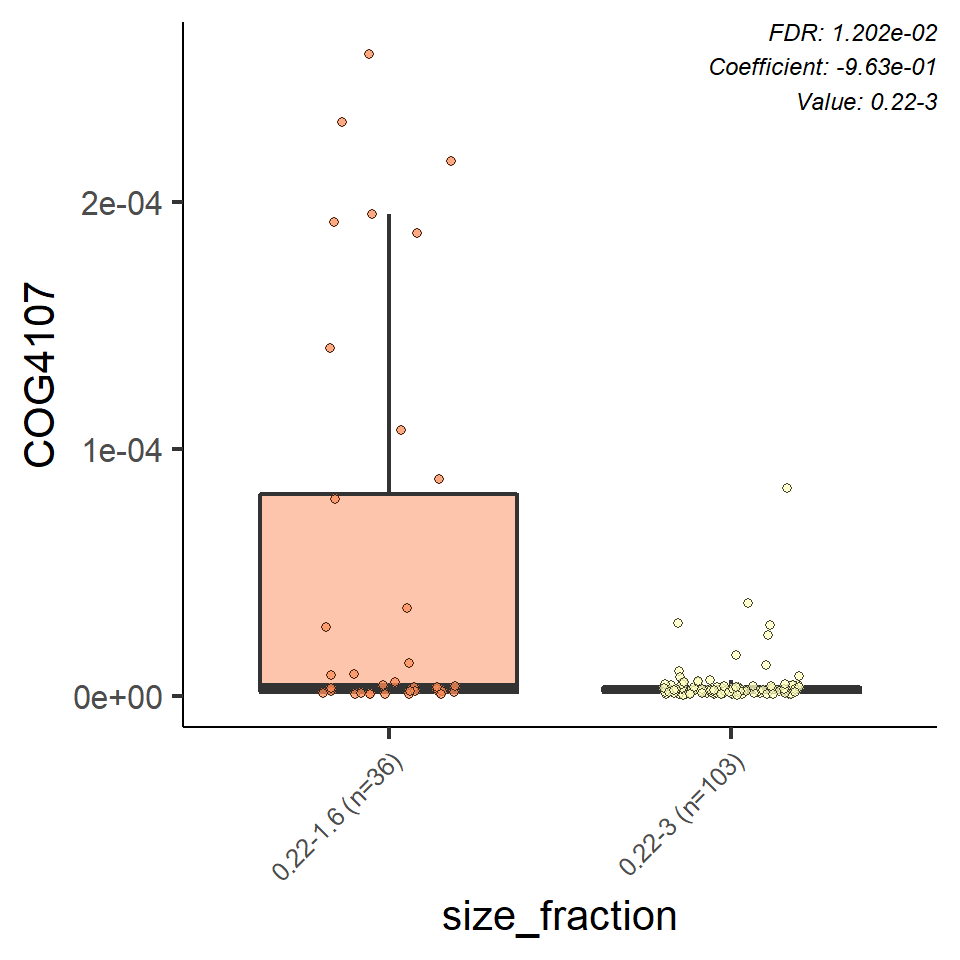 FDR: 1.202e-02
Coefficient: -9.63e-01
Value: 0.22-3
COG4107
2e-04
1e-04
0e+00
0.22-1.6 (n=36)
0.22-3 (n=103)
size_fraction